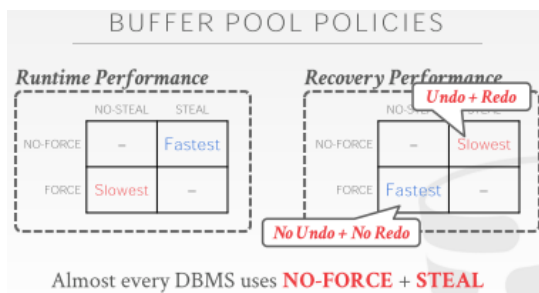 BUFFER POOL POLICIES
Runtime Performance
NO-STEAL STEAL
NO-FORCE – Fastest
FORCE Slowest –
Recovery Performance
Undo + Redo
NO-FORCE – Slowest
FORCE Fastest –
No Undo + No Redo
Almost every DBMS uses NO-FORCE + STEAL